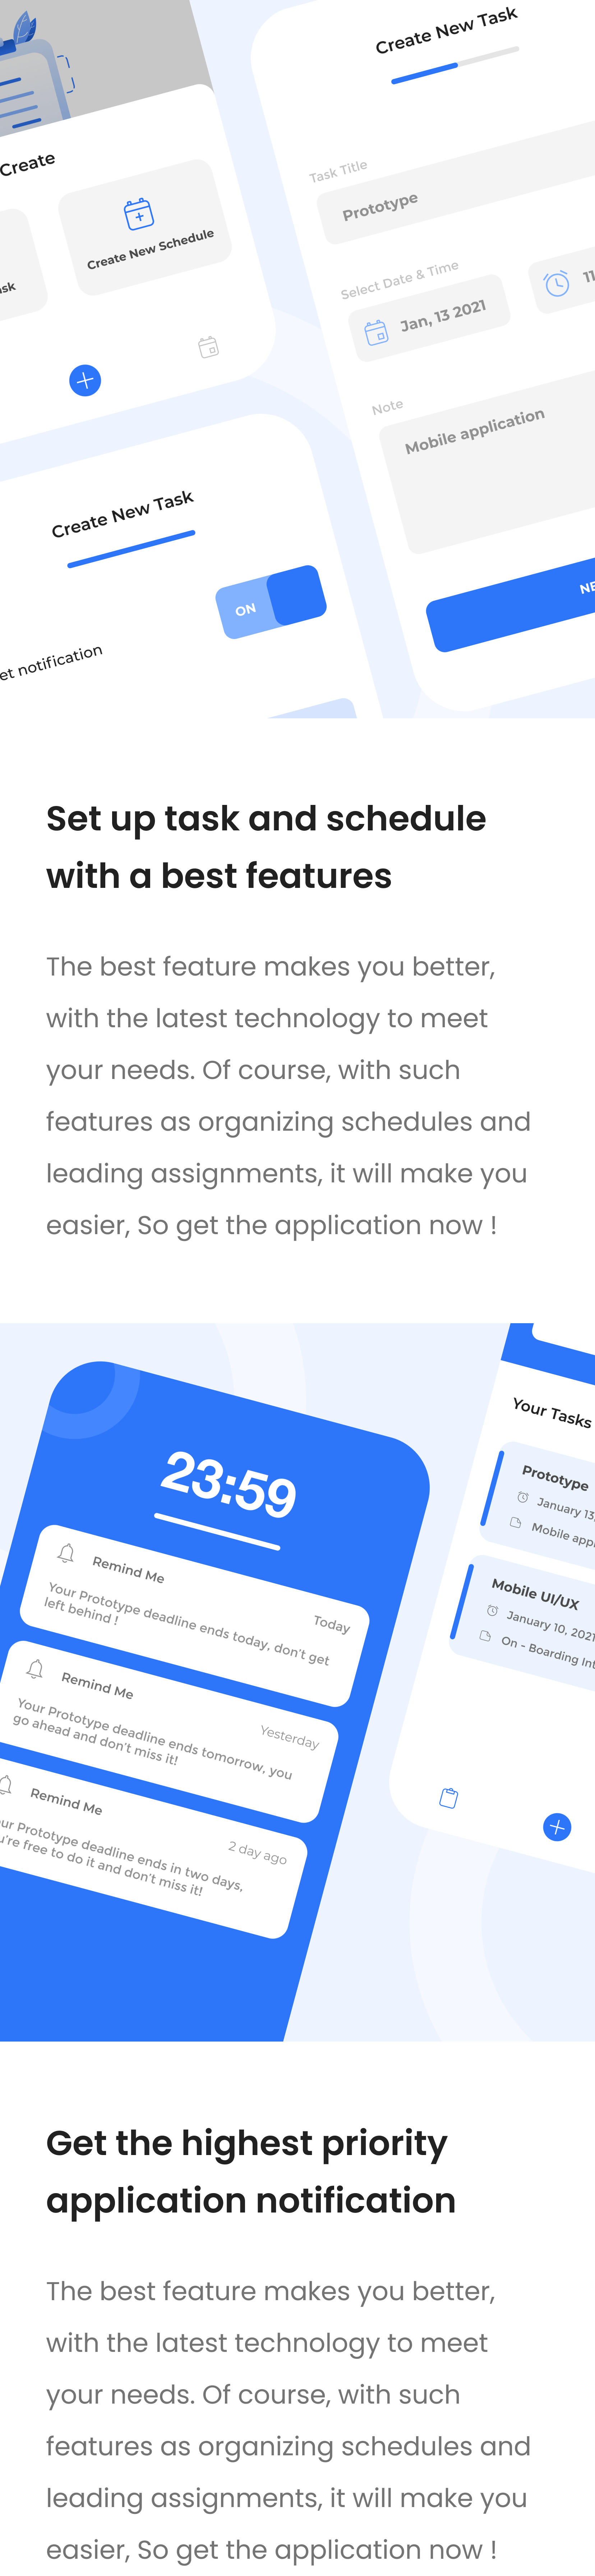 Create New Task
Create
Task Title
Prototype
Create New Schedule
Select Date & Time
Jan, 13 2021
11
Note
Mobile application
Create New Task
ON
et notification
Set up task and schedule
with a best features
The best feature makes you better,
with the latest technology to meet
your needs. Of course, with such
features as organizing schedules and
leading assignments, it will make you
easier, So get the application now !
23:59
Remind Me
Today
Your Prototype deadline ends today, don't get
left behind !
Remind Me
Yesterday
Your Prototype deadline ends tomorrow, you
go ahead and don't miss it!
Remind Me
2 day ago
ur Prototype deadline ends in two days,
u're free to do it and don't miss it!
Your Tasks
Prototype
January 13,
Mobile app
Mobile UI/UX
January 10, 2021
On - Boarding Int
Get the highest priority
application notification
The best feature makes you better,
with the latest technology to meet
your needs. Of course, with such
features as organizing schedules and
leading assignments, it will make you
easier, So get the application now !